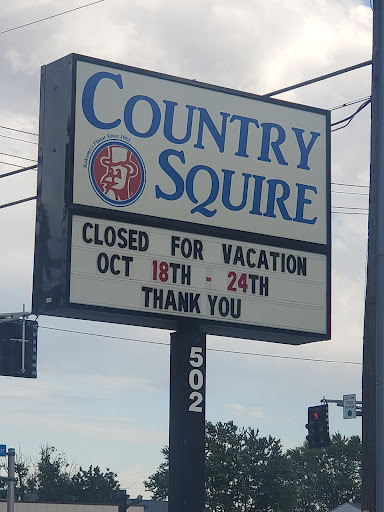 COUNTRY
SQUIRE
CLOSED FOR VACATION
OCT 18TH - 24TH
THANK YOU
502